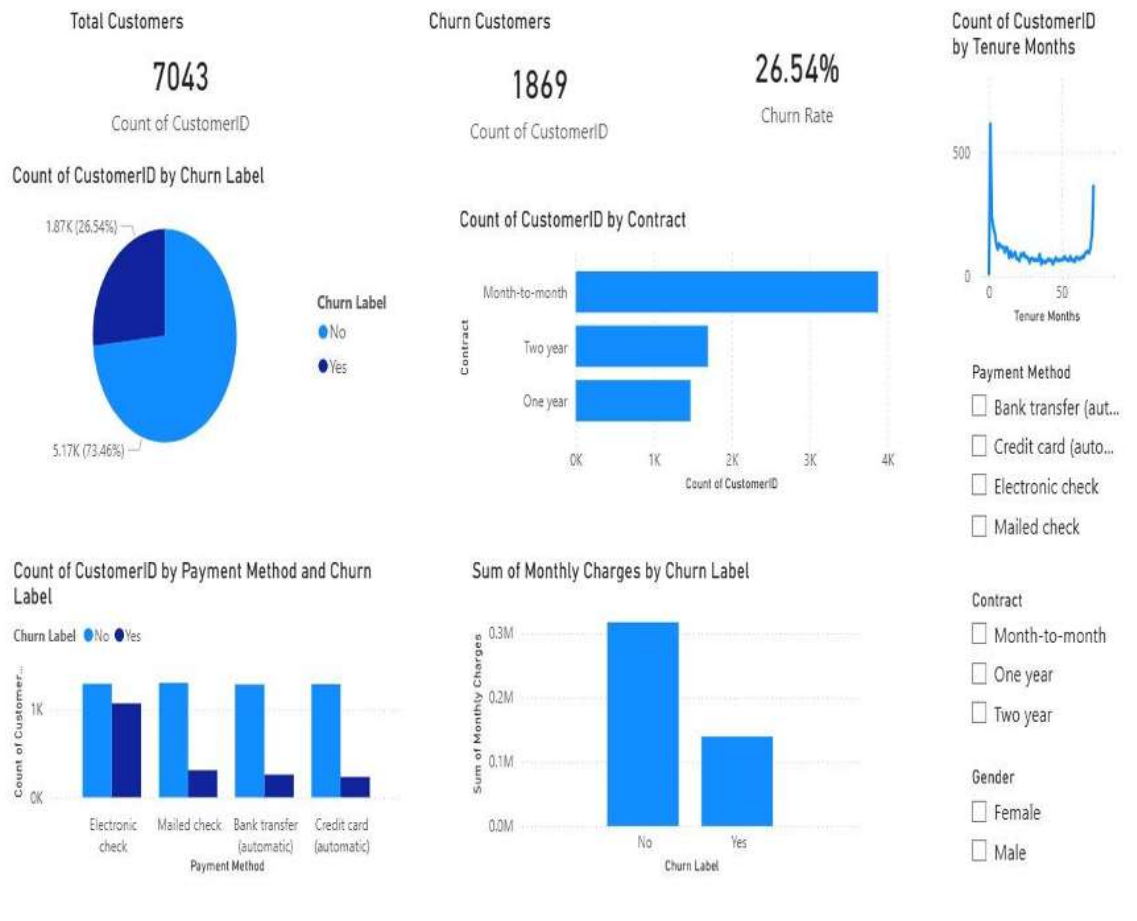 Total Customers
7043
Count of CustomerID
Churn Customers
1869
Count of CustomerID
26.54%
Churn Rate
Count of CustomerID
by Tenure Months
500
0
0
50
Tenure Months
Count of CustomerID by Churn Label
1.87K (26.54%)
5.17K (73.46%)
Churn Label
No
Yes
Count of CustomerID by Contract
Contract
Month-to-month
Two year
One year
0K
1K
2K
3K
4K
Count of CustomerID
Payment Method
Bank transfer (aut...
Credit card (auto...
Electronic check
Mailed check
Count of CustomerID by Payment Method and Churn
Label
Churn Label No Yes
Count of Customer...
1K
0K
Electronic
check
Mailed check
Bank transfer
(automatic)
Credit card
(automatic)
Payment Method
Sum of Monthly Charges by Churn Label
Sum of Monthly Charges
0.3M
0.2M
0.1M
0.0M
No
Yes
Churn Label
Contract
Month-to-month
One year
Two year
Gender
Female
Male